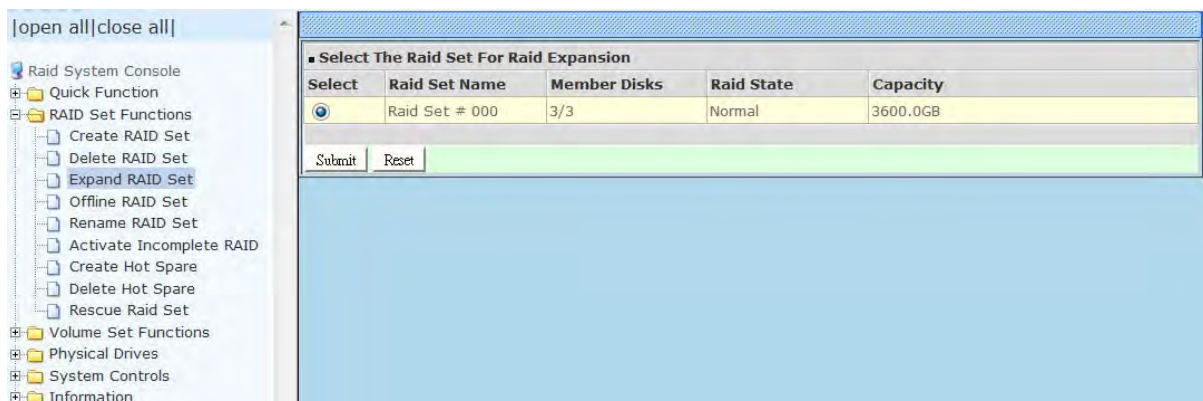 |open all|close all|
Raid System Console
Quick Function
RAID Set Functions
Create RAID Set
Delete RAID Set
Expand RAID Set
Offline RAID Set
Rename RAID Set
Activate Incomplete RAID
Create Hot Spare
Delete Hot Spare
Rescue Raid Set
Volume Set Functions
Physical Drives
System Controls
Information
Select The Raid Set For Raid Expansion
Select Raid Set Name Member Disks Raid State Capacity
Raid Set # 000 3/3 Normal 3600.0GB
Submit Reset